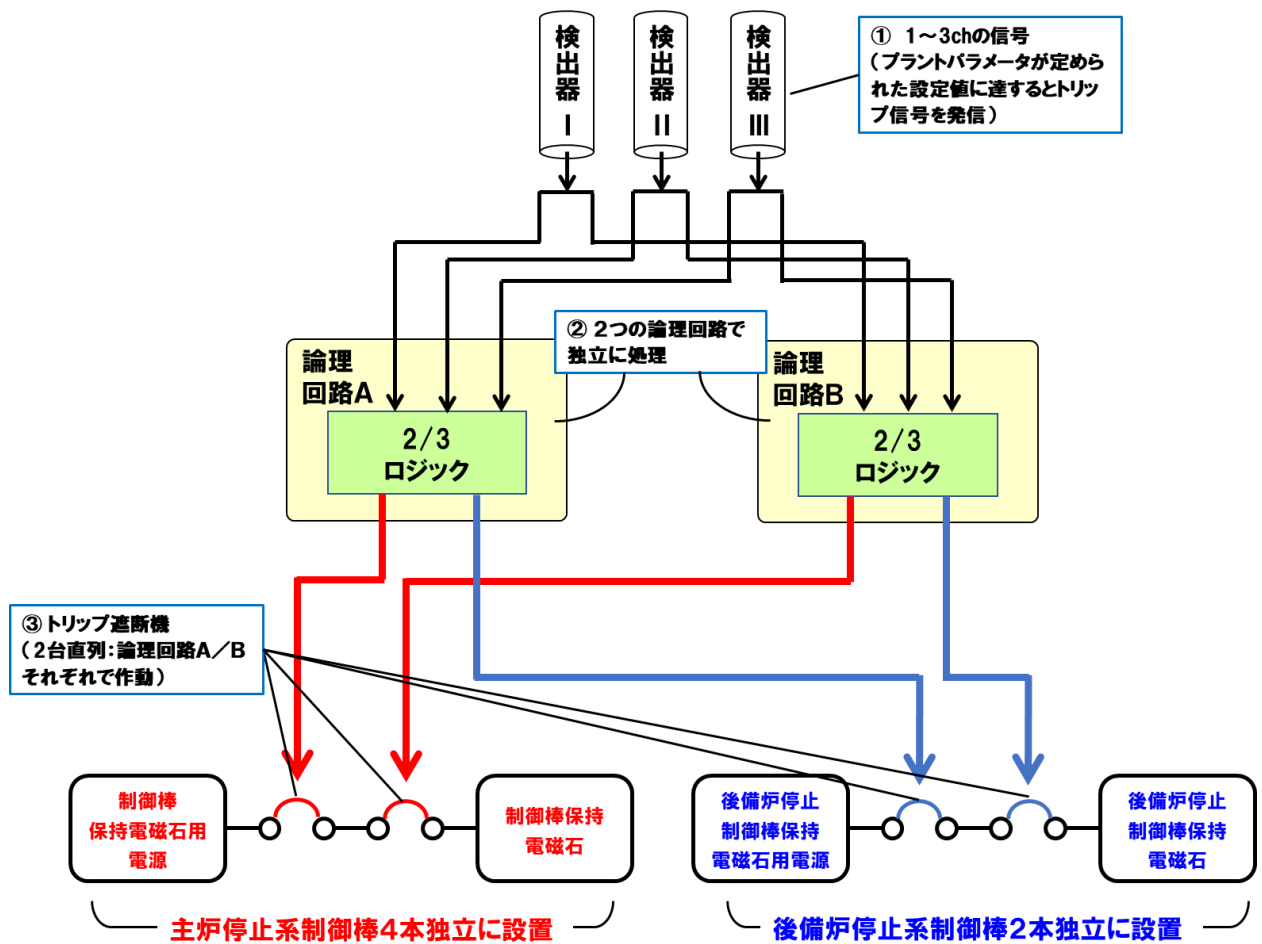 検出器 Ⅰ
検出器 Ⅱ
検出器 Ⅲ
① 1～3chの信号
（プラントパラメータが定めら
れた設定値に達するとトリッ
プ信号を発信）
② 2つの論理回路で
独立に処理
論理
回路A
2/3
ロジック
論理
回路B
2/3
ロジック
③ トリップ遮断機
（2台直列：論理回路A／B
それぞれで作動）
制御棒
保持電磁石用
電源
制御棒保持
電磁石
後備炉停止
制御棒保持
電磁石用電源
後備炉停止
制御棒保持
電磁石
主炉停止系制御棒4本独立に設置
後備炉停止系制御棒2本独立に設置